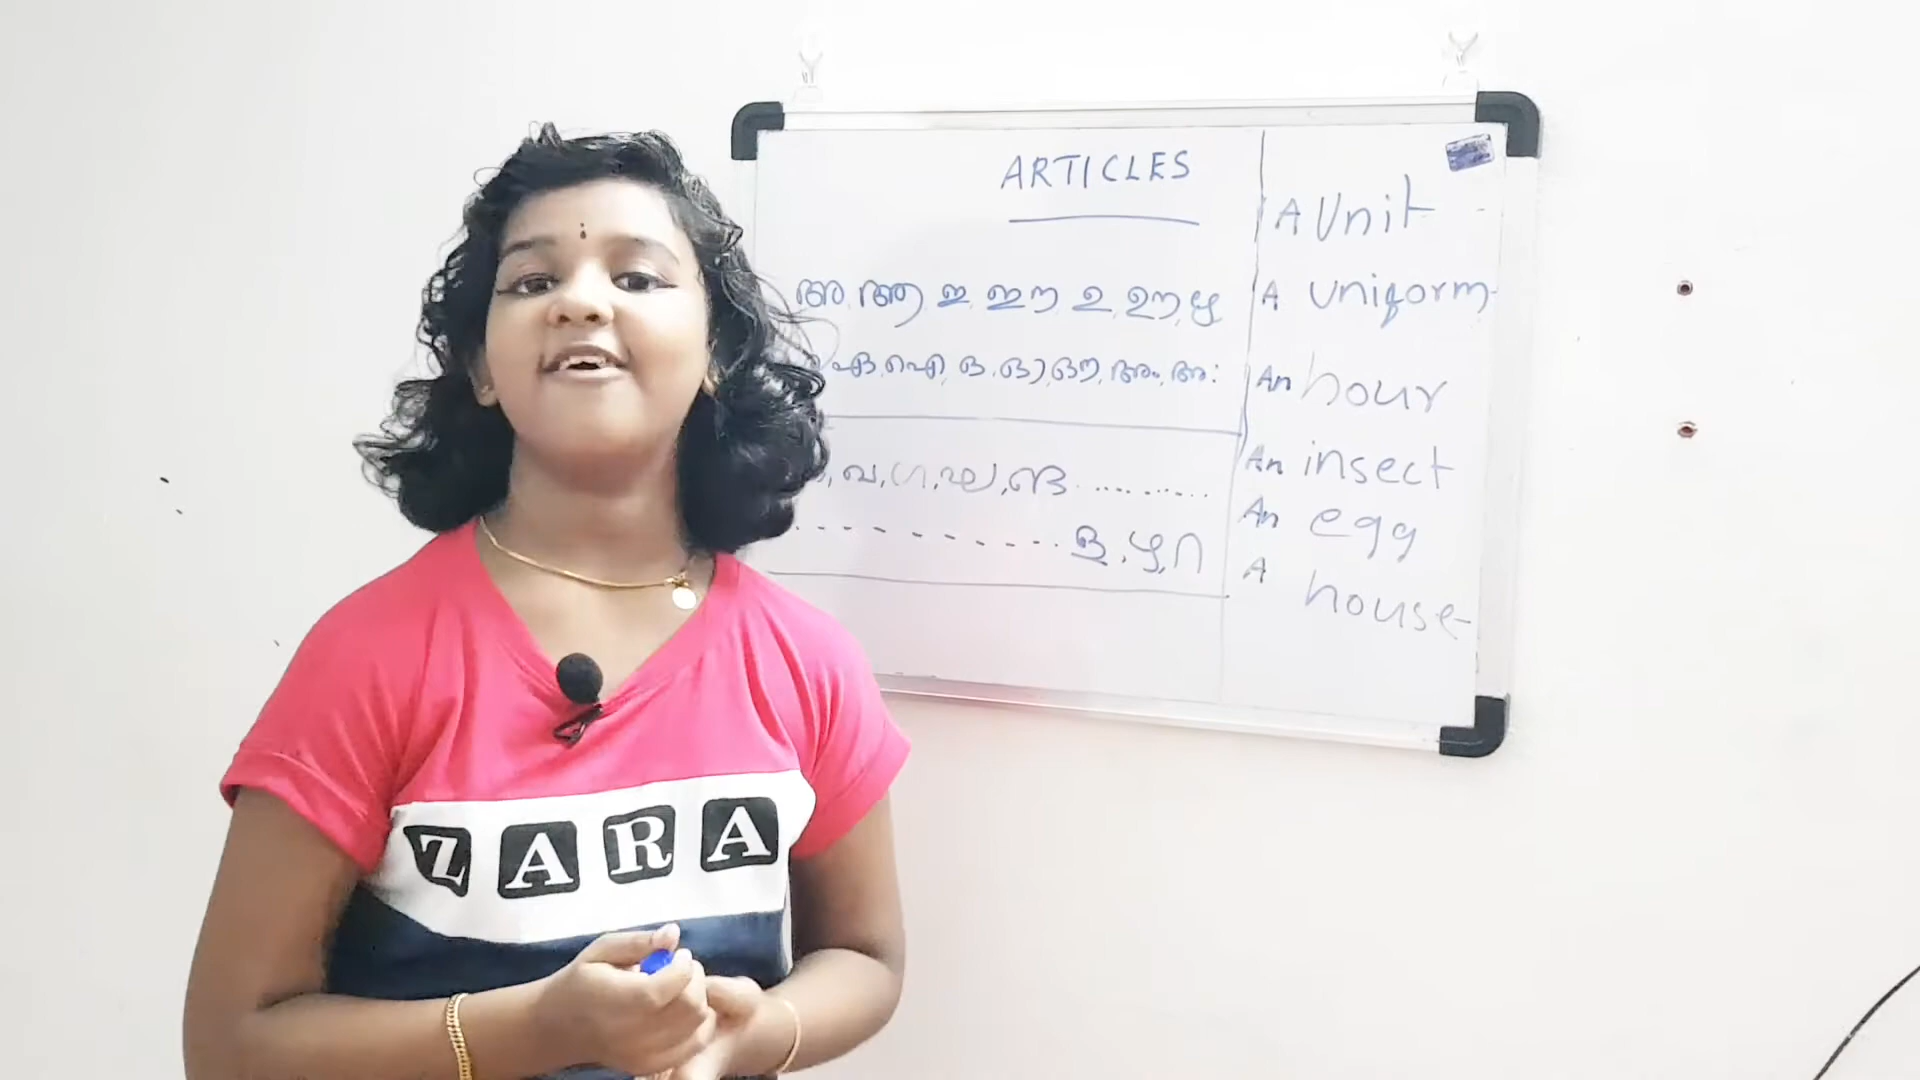 ARTICLES
അ, ആ, ഇ, ഈ, ഉ, ഊ, ഋ
ഏ, ഐ, ഒ, ഓ, ഔ, അം, അഃ
ഖ, ഗ, ഘ, ങ ...........
- - - - - - - - ള, ഴ, റ
A Unit
A uniform
An hour
An insect
An egg
A house
ZARA